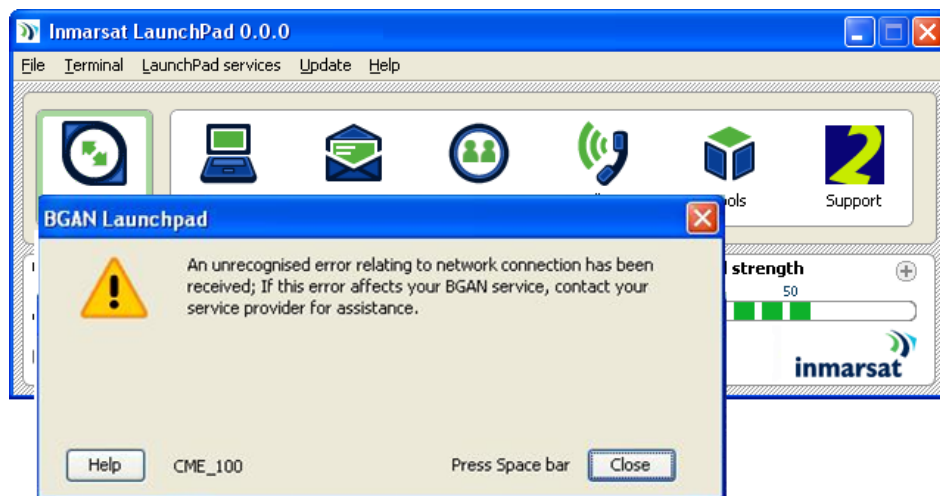 Inmarsat LaunchPad 0.0.0
File Terminal LaunchPad services Update Help
Support
BGAN Launchpad
strength
50
An unrecognised error relating to network connection has been
received; If this error affects your BGAN service, contact your
service provider for assistance.
inmarsat
Help CME_100 Press Space bar Close